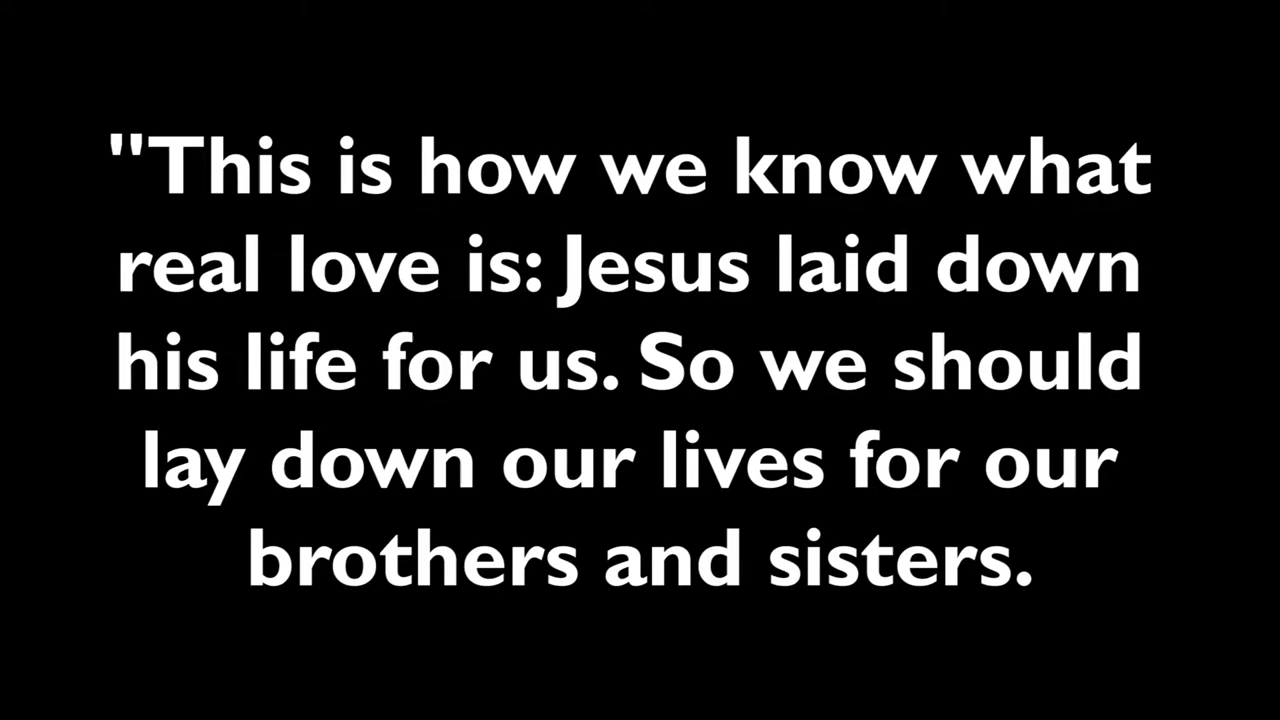 "This is how we know what
real love is: Jesus laid down
his life for us. So we should
lay down our lives for our
brothers and sisters.